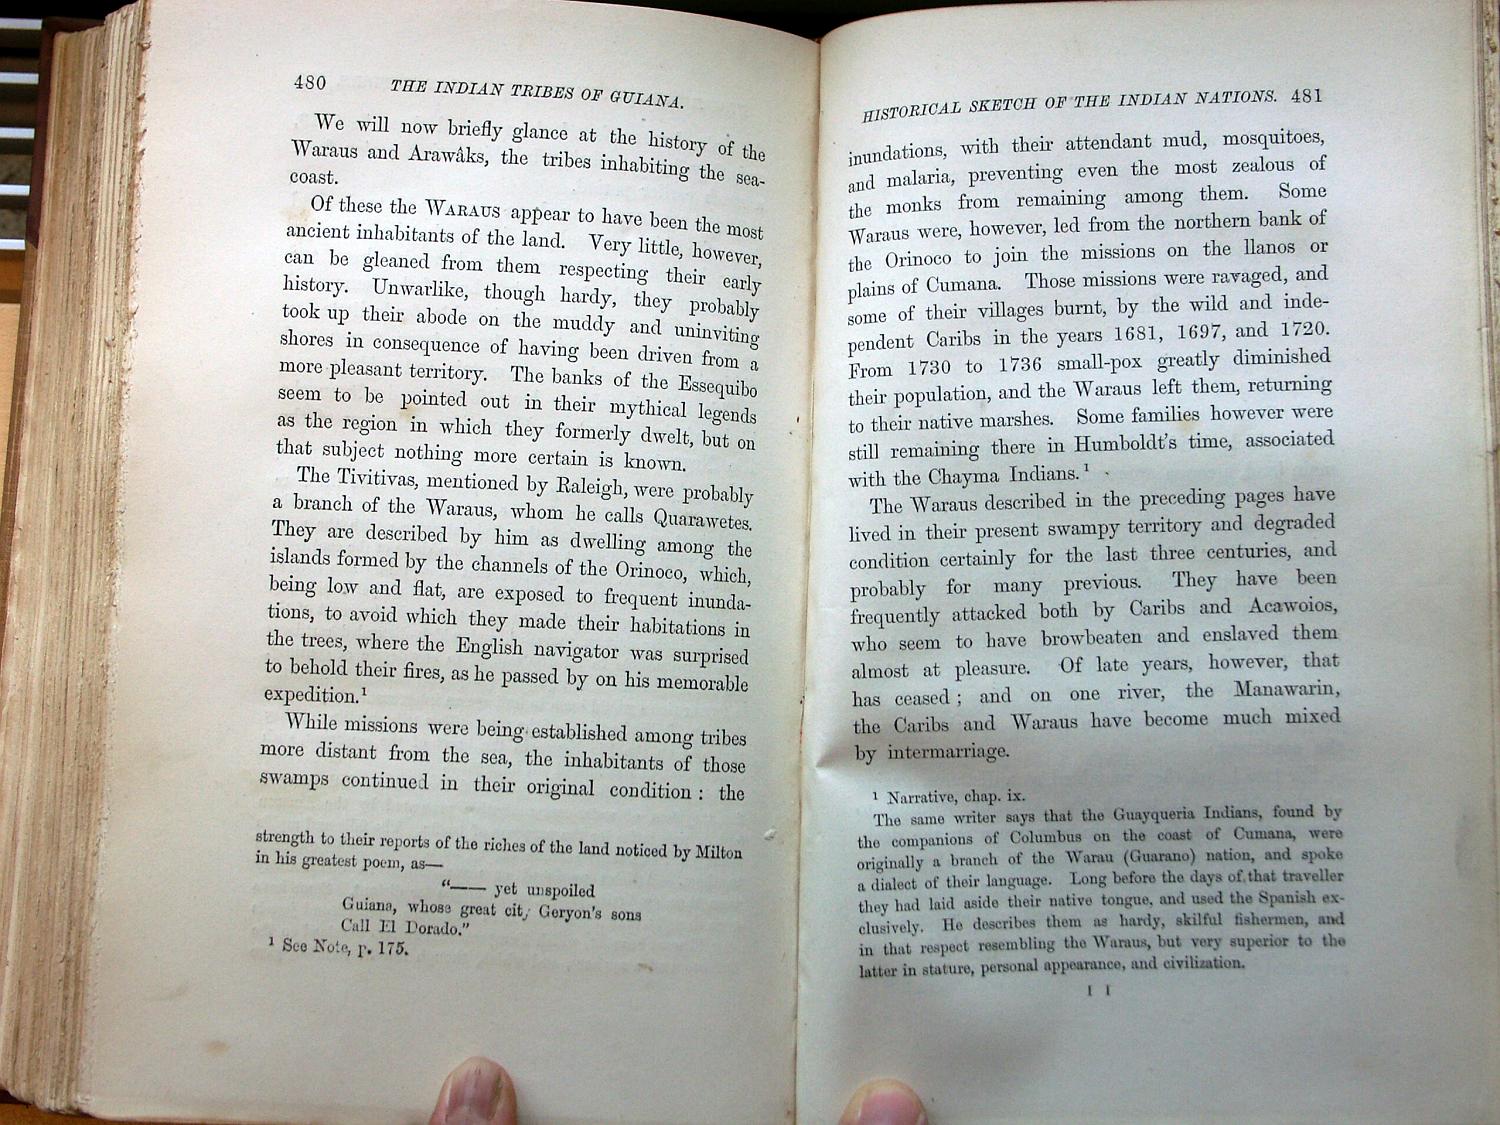 480 THE INDIAN TRIBES OF GUIANA.
We will now briefly glance at the history of the
Waraus and Arawâks, the tribes inhabiting the sea-
coast.
Of these the WARAUS appear to have been the most
ancient inhabitants of the land. Very little, however,
can be gleaned from them respecting their early
history. Unwarlike, though hardy, they probably
took up their abode on the muddy and uninviting
shores in consequence of having been driven from a
more pleasant territory. The banks of the Essequibo
seem to be pointed out in their mythical legends
as the region in which they formerly dwelt, but on
that subject nothing more certain is known.
The Tivitivas, mentioned by Raleigh, were probably
a branch of the Waraus, whom he calls Quarawetes.
They are described by him as dwelling among the
islands formed by the channels of the Orinoco, which,
being low and flat, are exposed to frequent inunda-
tions, to avoid which they made their habitations in
the trees, where the English navigator was surprised
to behold their fires, as he passed by on his memorable
expedition.¹
While missions were being established among tribes
more distant from the sea, the inhabitants of those
swamps continued in their original condition : the
strength to their reports of the riches of the land noticed by Milton
in his greatest poem, as—
“—— yet unspoiled
Guiana, whose great city Geryon's sons
Call El Dorado.”
¹ See Note, p. 175.
HISTORICAL SKETCH OF THE INDIAN NATIONS. 481
inundations, with their attendant mud, mosquitoes,
and malaria, preventing even the most zealous of
the monks from remaining among them. Some
Waraus were, however, led from the northern bank of
the Orinoco to join the missions on the llanos or
plains of Cumana. Those missions were ravaged, and
some of their villages burnt, by the wild and inde-
pendent Caribs in the years 1681, 1697, and 1720.
From 1730 to 1736 small-pox greatly diminished
their population, and the Waraus left them, returning
to their native marshes. Some families however were
still remaining there in Humboldt's time, associated
with the Chayma Indians.¹
The Waraus described in the preceding pages have
lived in their present swampy territory and degraded
condition certainly for the last three centuries, and
probably for many previous. They have been
frequently attacked both by Caribs and Acawoios,
who seem to have browbeaten and enslaved them
almost at pleasure. Of late years, however, that
has ceased ; and on one river, the Manawarin,
the Caribs and Waraus have become much mixed
by intermarriage.
¹ Narrative, chap. ix.
The same writer says that the Guayqueria Indians, found by
the companions of Columbus on the coast of Cumana, were
originally a branch of the Warau (Guarano) nation, and spoke
a dialect of their language. Long before the days of that traveller
they had laid aside their native tongue, and used the Spanish ex-
clusively. He describes them as hardy, skilful fishermen, and
in that respect resembling the Waraus, but very superior to the
latter in stature, personal appearance, and civilization.
I I